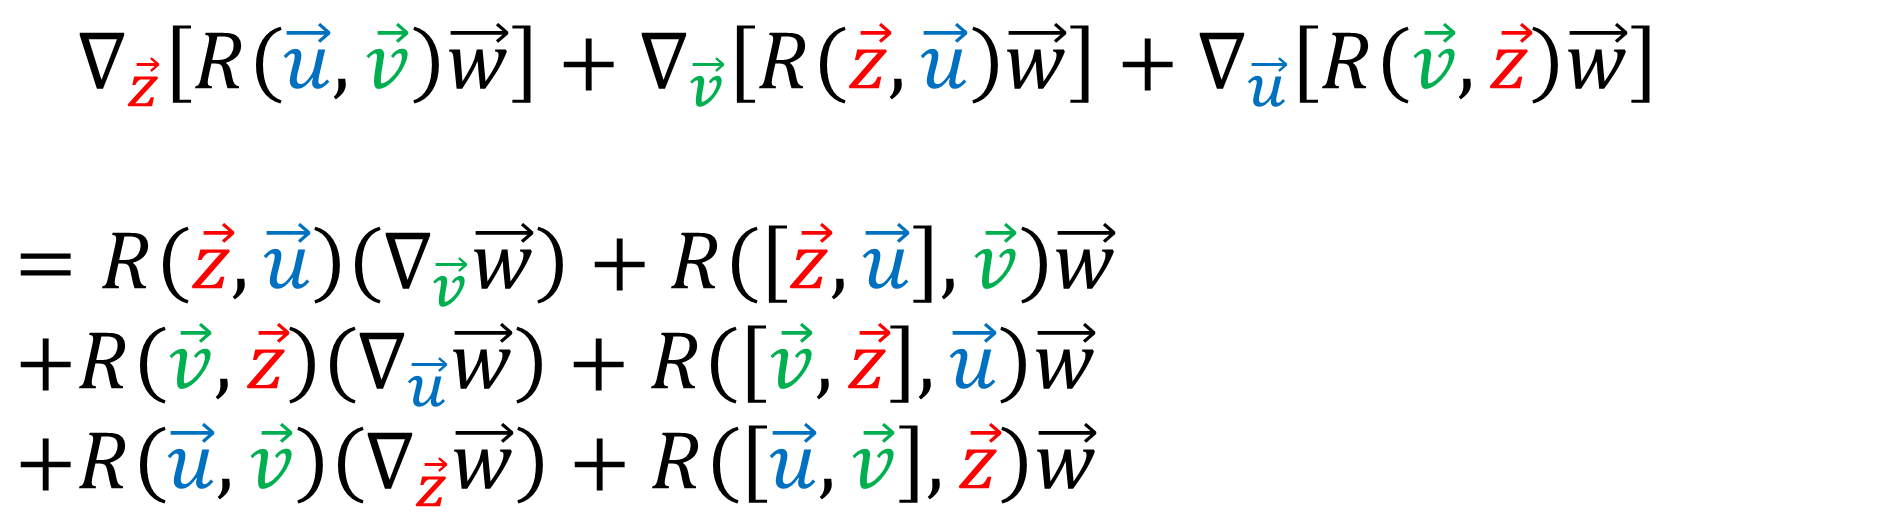 ∇_z⃗[R(u⃗, v⃗)w⃗] + ∇_v⃗[R(z⃗, u⃗)w⃗] + ∇_u⃗[R(v⃗, z⃗)w⃗]
= R(z⃗, u⃗)(∇_v⃗w⃗) + R([z⃗, u⃗], v⃗)w⃗
+R(v⃗, z⃗)(∇_u⃗w⃗) + R([v⃗, z⃗], u⃗)w⃗
+R(u⃗, v⃗)(∇_z⃗w⃗) + R([u⃗, v⃗], z⃗)w⃗